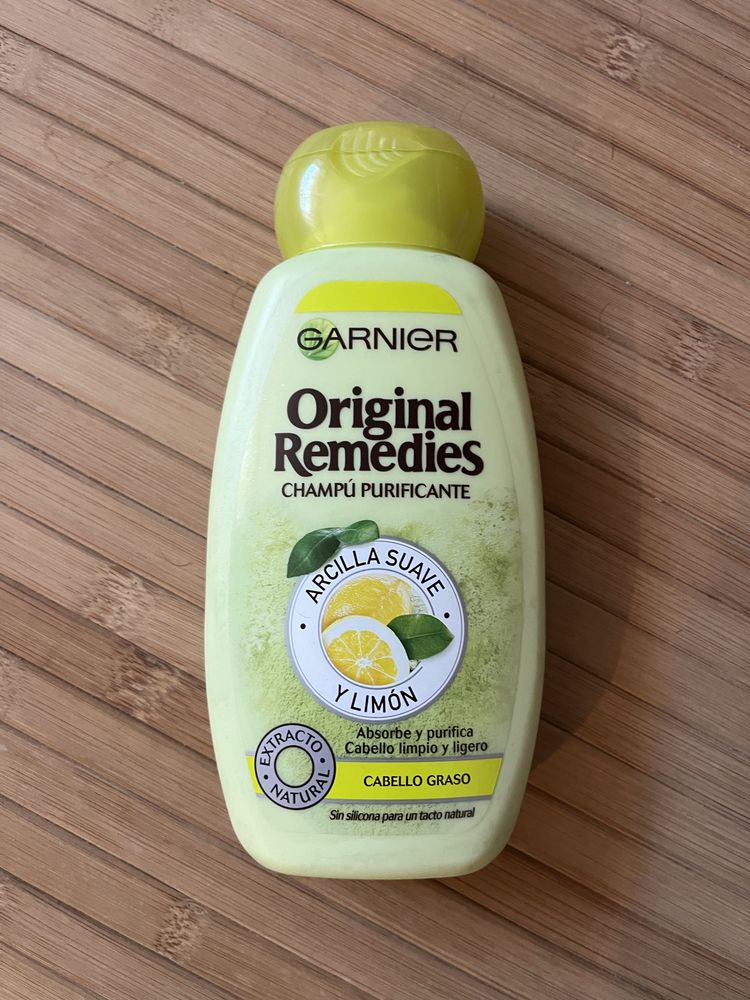 GARNIER
Original
Remedies
CHAMPÚ PURIFICANTE
ARCILLA SUAVE
Y LIMÓN
Absorbe y purifica
Cabello limpio y ligero
EXTRACTO
NATURAL
CABELLO GRASO
Sin silicona para un tacto natural